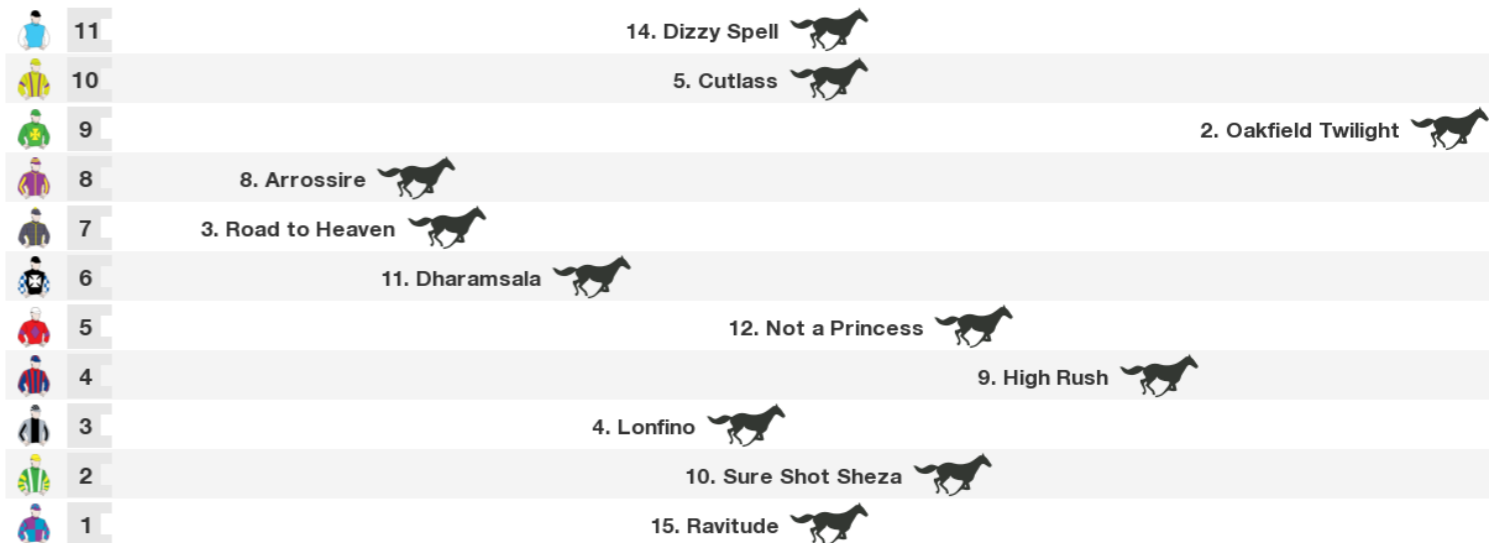 11 14. Dizzy Spell
10 5. Cutlass
9 2. Oakfield Twilight
8 8. Arrossire
7 3. Road to Heaven
6 11. Dharamsala
5 12. Not a Princess
4 9. High Rush
3 4. Lonfino
2 10. Sure Shot Sheza
1 15. Ravitude